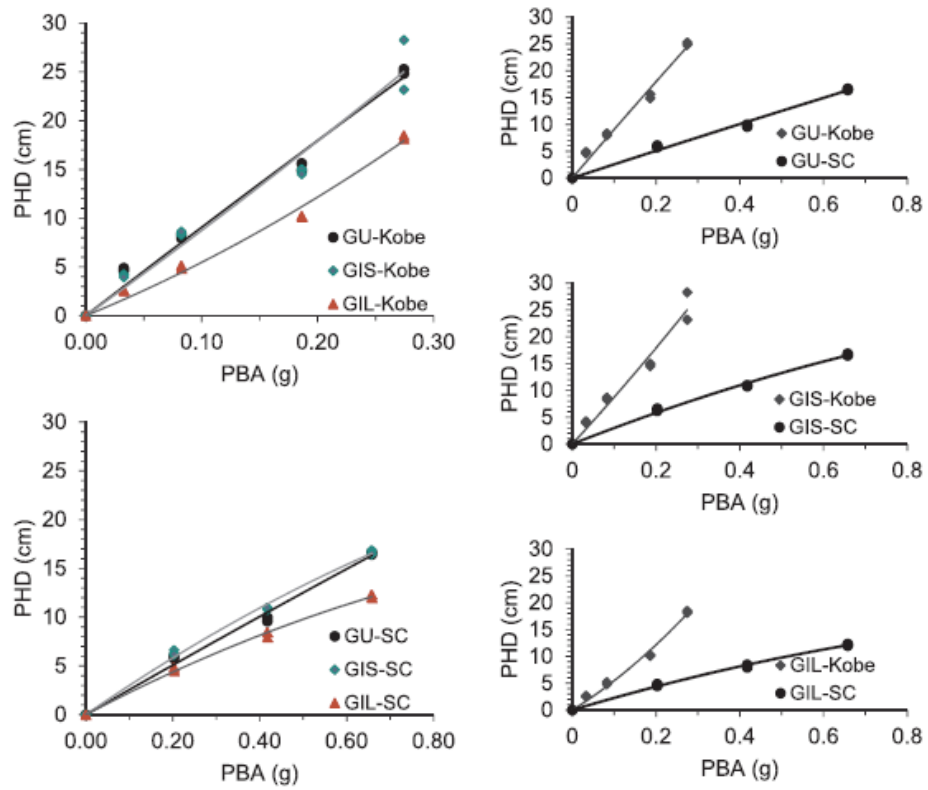 30
25
20
15
10
5
0
PHD (cm)
GU-Kobe
GIS-Kobe
GIL-Kobe
0.00 0.10 0.20 0.30
PBA (g)
30
25
20
15
10
5
0
PHD (cm)
GU-Kobe
GU-SC
0 0.2 0.4 0.6 0.8
PBA (g)
30
25
20
15
10
5
0
PHD (cm)
GIS-Kobe
GIS-SC
0 0.2 0.4 0.6 0.8
PBA (g)
30
25
20
15
10
5
0
PHD (cm)
GU-SC
GIS-SC
GIL-SC
0.00 0.20 0.40 0.60 0.80
PBA (g)
30
25
20
15
10
5
0
PHD (cm)
GIL-Kobe
GIL-SC
0 0.2 0.4 0.6 0.8
PBA (g)